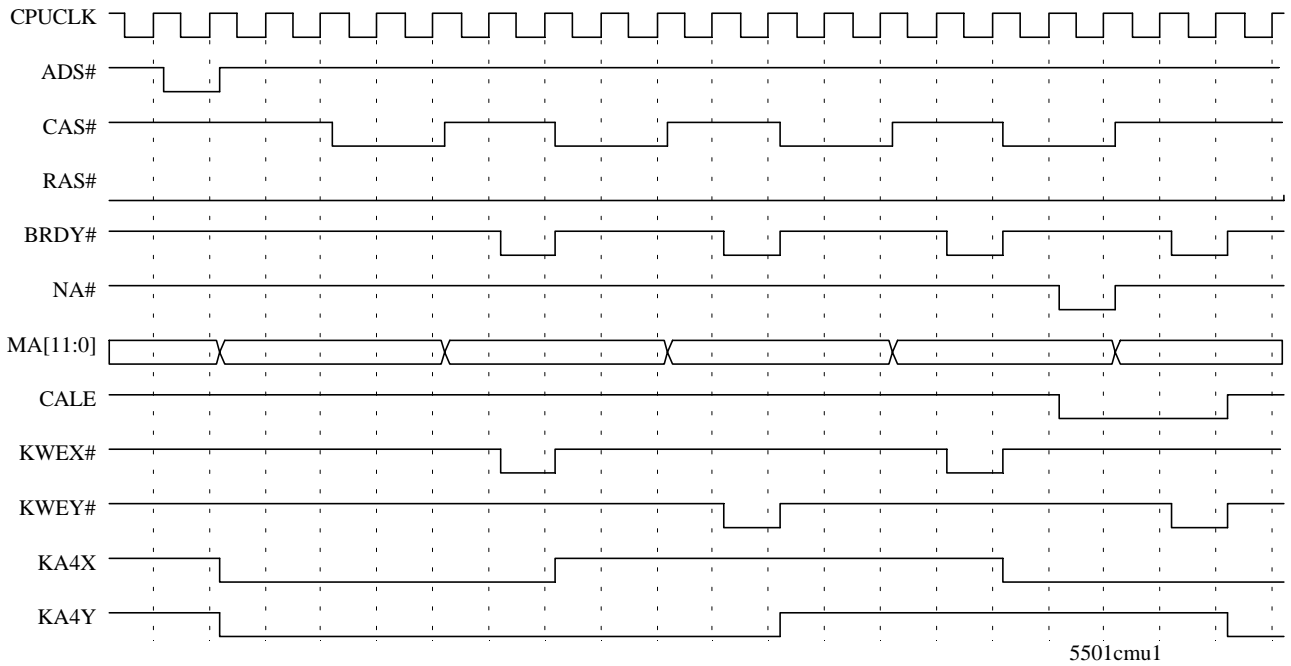 CPUCLK
ADS#
CAS#
RAS#
BRDY#
NA#
MA[11:0]
CALE
KWEX#
KWEY#
KA4X
KA4Y
5501cmu1